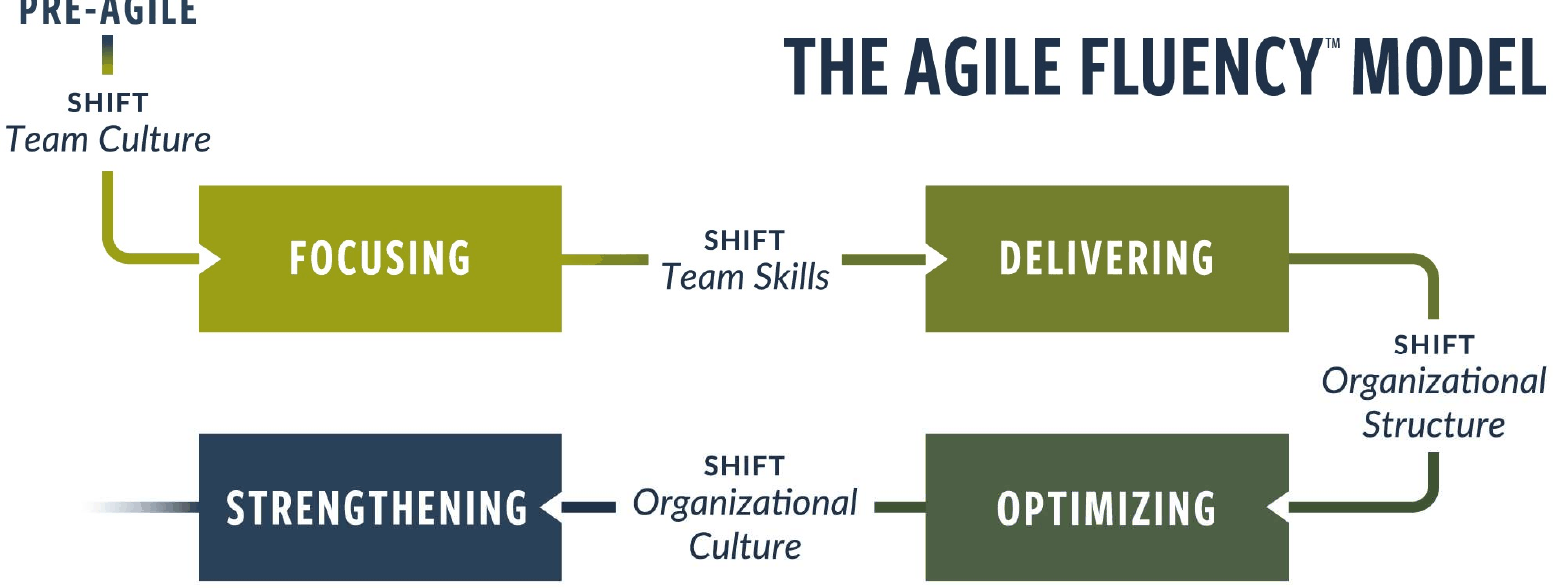 PRE-AGILE
THE AGILE FLUENCY™ MODEL
SHIFT
Team Culture
FOCUSING
SHIFT
Team Skills
DELIVERING
SHIFT
Organizational
Structure
OPTIMIZING
SHIFT
Organizational
Culture
STRENGTHENING